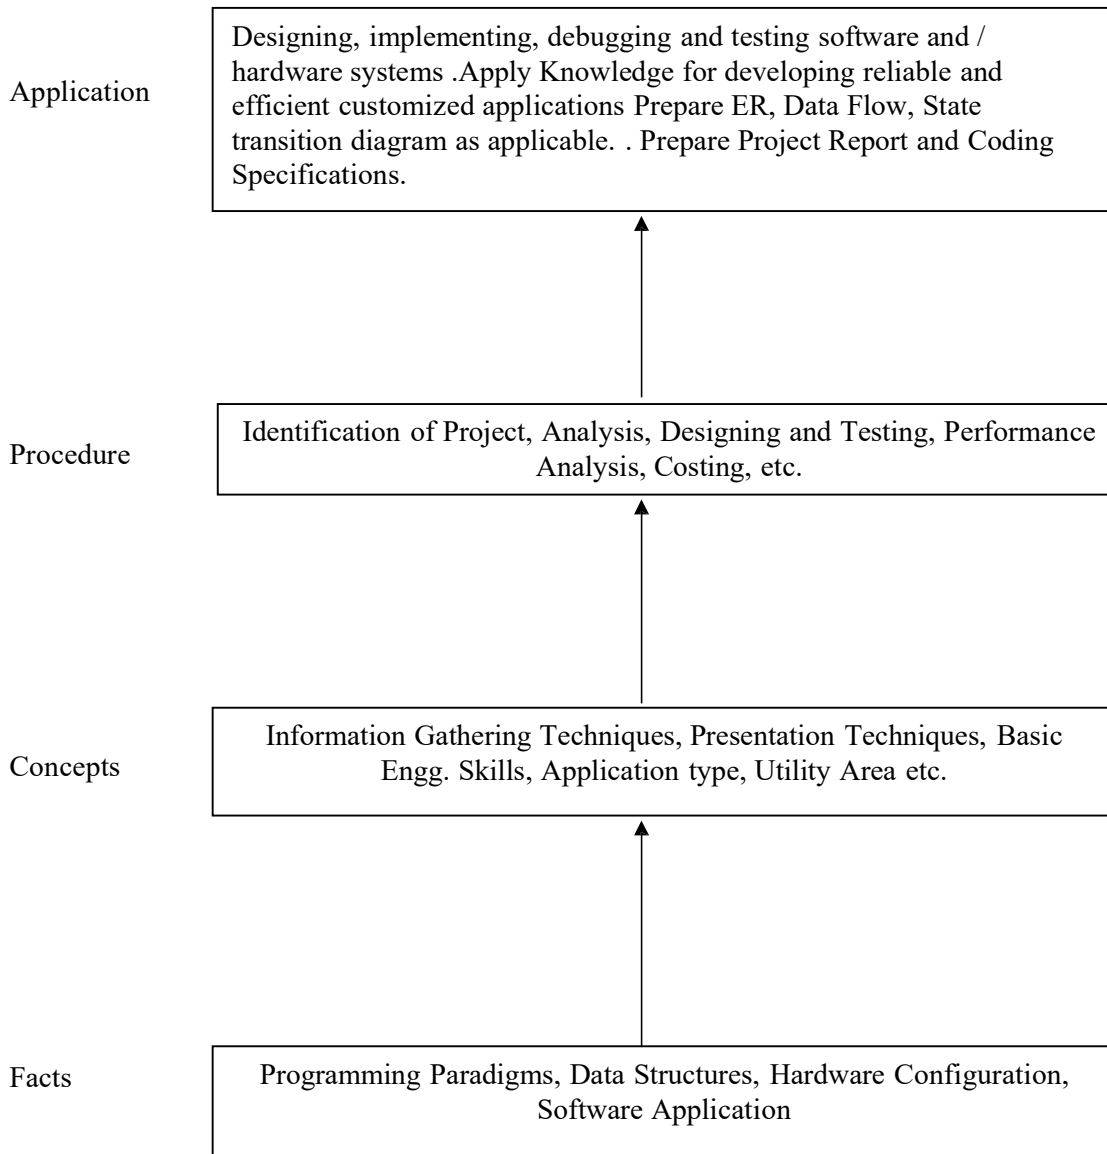 Application
Designing, implementing, debugging and testing software and /
hardware systems .Apply Knowledge for developing reliable and
efficient customized applications Prepare ER, Data Flow, State
transition diagram as applicable. . Prepare Project Report and Coding
Specifications.
Procedure
Identification of Project, Analysis, Designing and Testing, Performance
Analysis, Costing, etc.
Concepts
Information Gathering Techniques, Presentation Techniques, Basic
Engg. Skills, Application type, Utility Area etc.
Facts
Programming Paradigms, Data Structures, Hardware Configuration,
Software Application